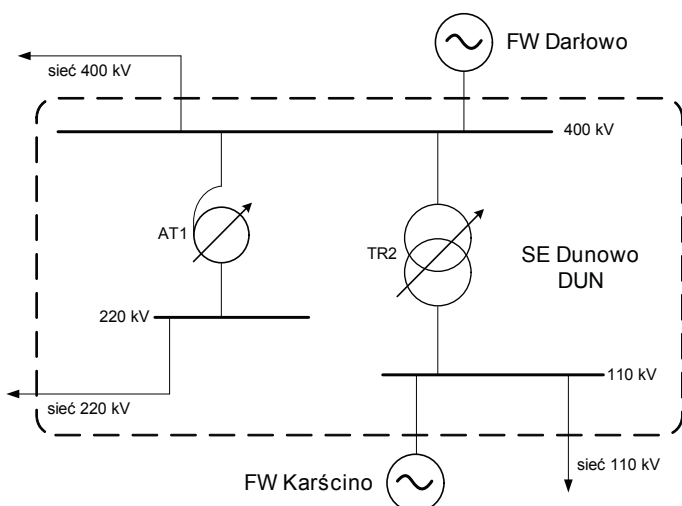 FW Darłowo
sieć 400 kV
400 kV
AT1
TR2
SE Dunowo
DUN
220 kV
110 kV
sieć 220 kV
sieć 110 kV
FW Karścino